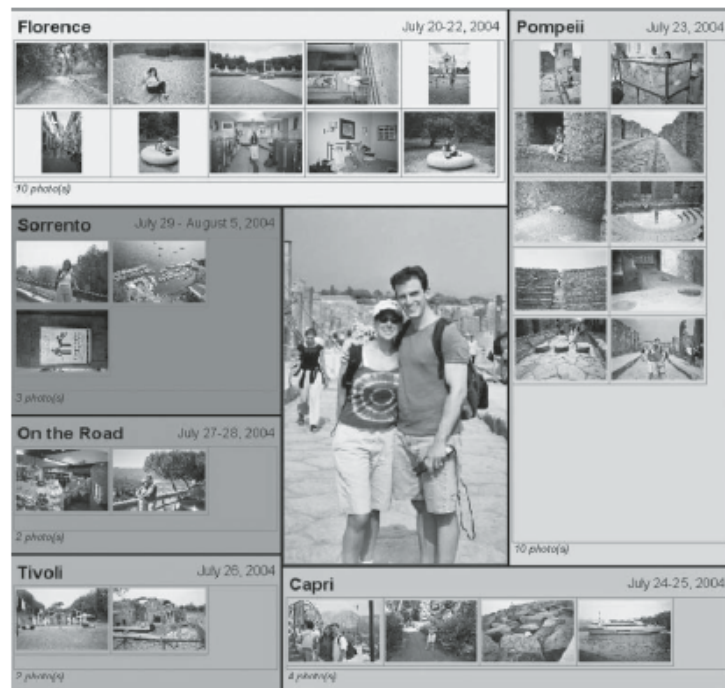 Florence July 20-22, 2004
10 photo(s)
Pompeii July 23, 2004
10 photo(s)
Sorrento July 29 - August 5, 2004
3 photo(s)
On the Road July 27-28, 2004
2 photo(s)
Tivoli July 26, 2004
2 photo(s)
Capri July 24-25, 2004
4 photo(s)